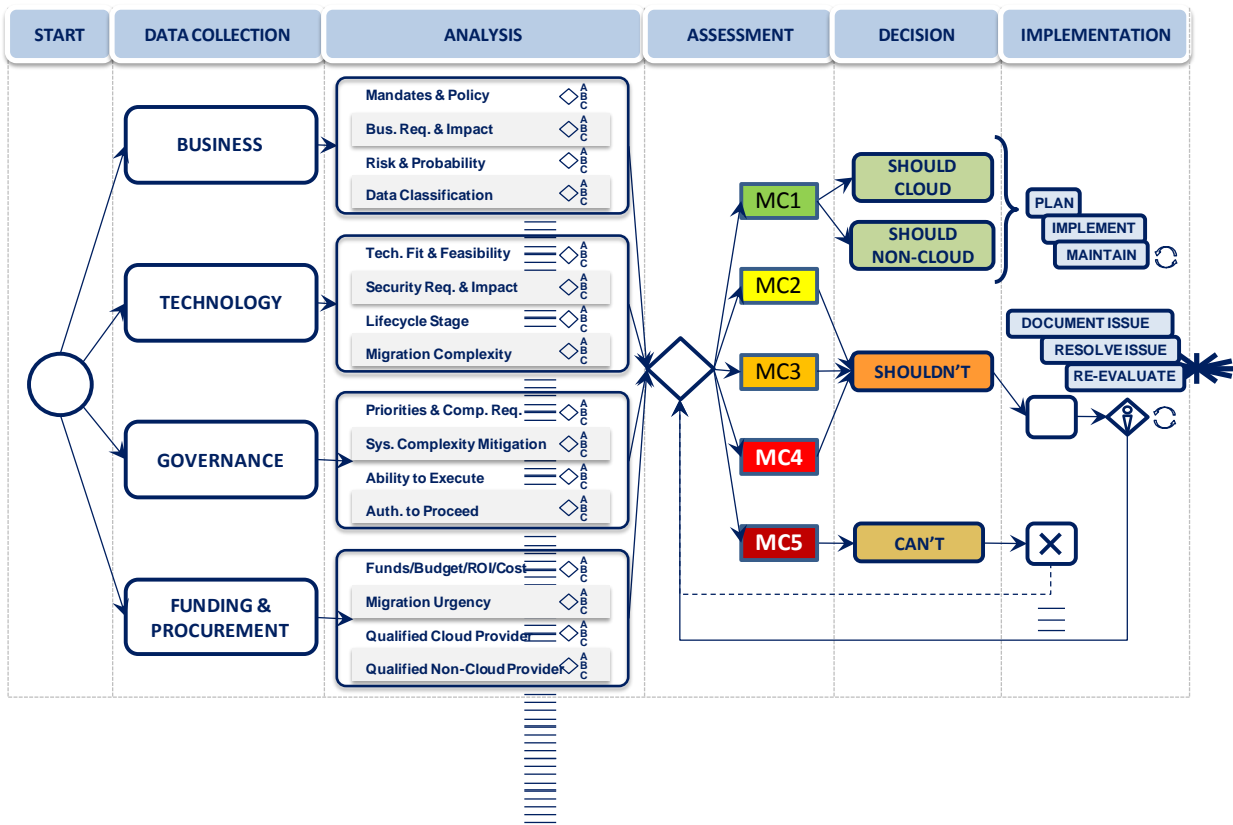 START
DATA COLLECTION
ANALYSIS
ASSESSMENT
DECISION
IMPLEMENTATION
BUSINESS
Mandates & Policy
A
B
C
Bus. Req. & Impact
A
B
C
Risk & Probability
A
B
C
Data Classification
A
B
C
TECHNOLOGY
Tech. Fit & Feasibility
A
B
C
Security Req. & Impact
A
B
C
Lifecycle Stage
A
B
C
Migration Complexity
A
B
C
GOVERNANCE
Priorities & Comp. Req.
A
B
C
Sys. Complexity Mitigation
A
B
C
Ability to Execute
A
B
C
Auth. to Proceed
A
B
C
FUNDING &
PROCUREMENT
Funds/Budget/ROI/Cost
A
B
C
Migration Urgency
A
B
C
Qualified Cloud Provider
A
B
C
Qualified Non-Cloud Provider
A
B
C
MC1
MC2
MC3
MC4
MC5
SHOULD
CLOUD
SHOULD
NON-CLOUD
SHOULDN'T
CAN'T
PLAN
IMPLEMENT
MAINTAIN
DOCUMENT ISSUE
RESOLVE ISSUE
RE-EVALUATE